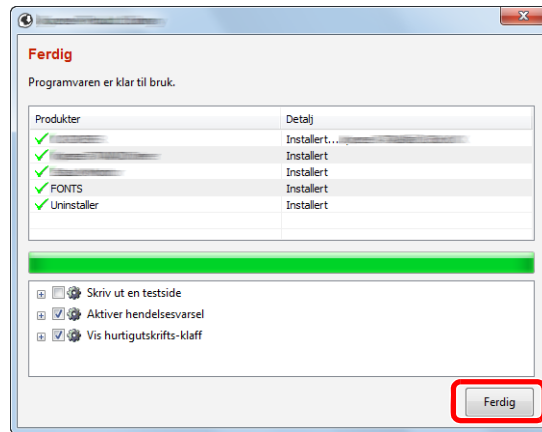 Ferdig
Programvaren er klar til bruk.
Produkter Detalj
Installert...
Installert
Installert
FONTS Installert
Uninstaller Installert
Skriv ut en testside
Aktiver hendelsesvarsel
Vis hurtigutskrifts-klaff
Ferdig